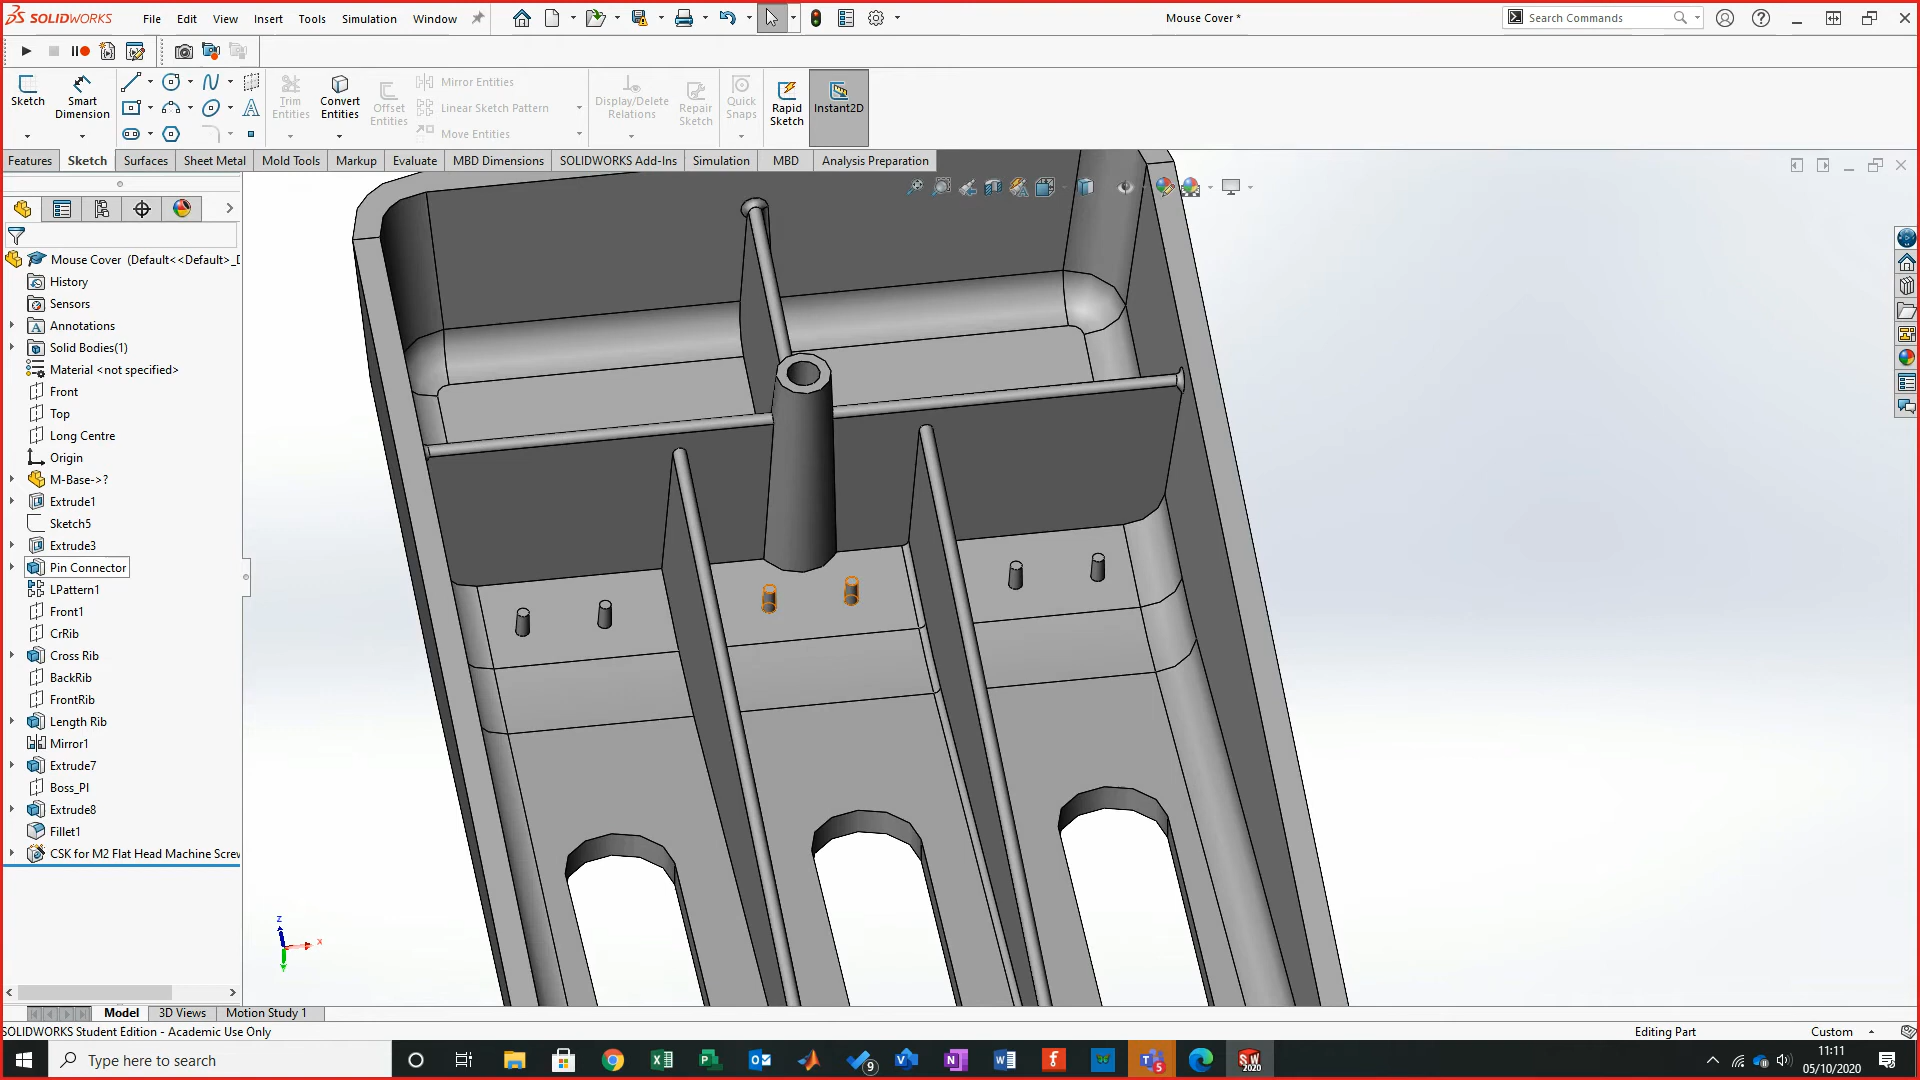 SOLIDWORKS File Edit View Insert Tools Simulation Window Mouse Cover * Search Commands
Sketch Smart Dimension Trim Entities Convert Entities Offset Entities Mirror Entities Linear Sketch Pattern Move Entities Display/Delete Relations Repair Sketch Quick Snaps Rapid Sketch Instant2D
Features Sketch Surfaces Sheet Metal Mold Tools Markup Evaluate MBD Dimensions SOLIDWORKS Add-Ins Simulation MBD Analysis Preparation
Mouse Cover (Default<<Default>_D
History
Sensors
Annotations
Solid Bodies(1)
Material <not specified>
Front
Top
Long Centre
Origin
M-Base->?
Extrude1
Sketch5
Extrude3
Pin Connector
LPattern1
Front1
CrRib
Cross Rib
BackRib
FrontRib
Length Rib
Mirror1
Extrude7
Boss_Pl
Extrude8
Fillet1
CSK for M2 Flat Head Machine Screw
z
x
Model 3D Views Motion Study 1
SOLIDWORKS Student Edition - Academic Use Only Editing Part Custom
Type here to search 9 5 SW 2020 11:11
05/10/2020